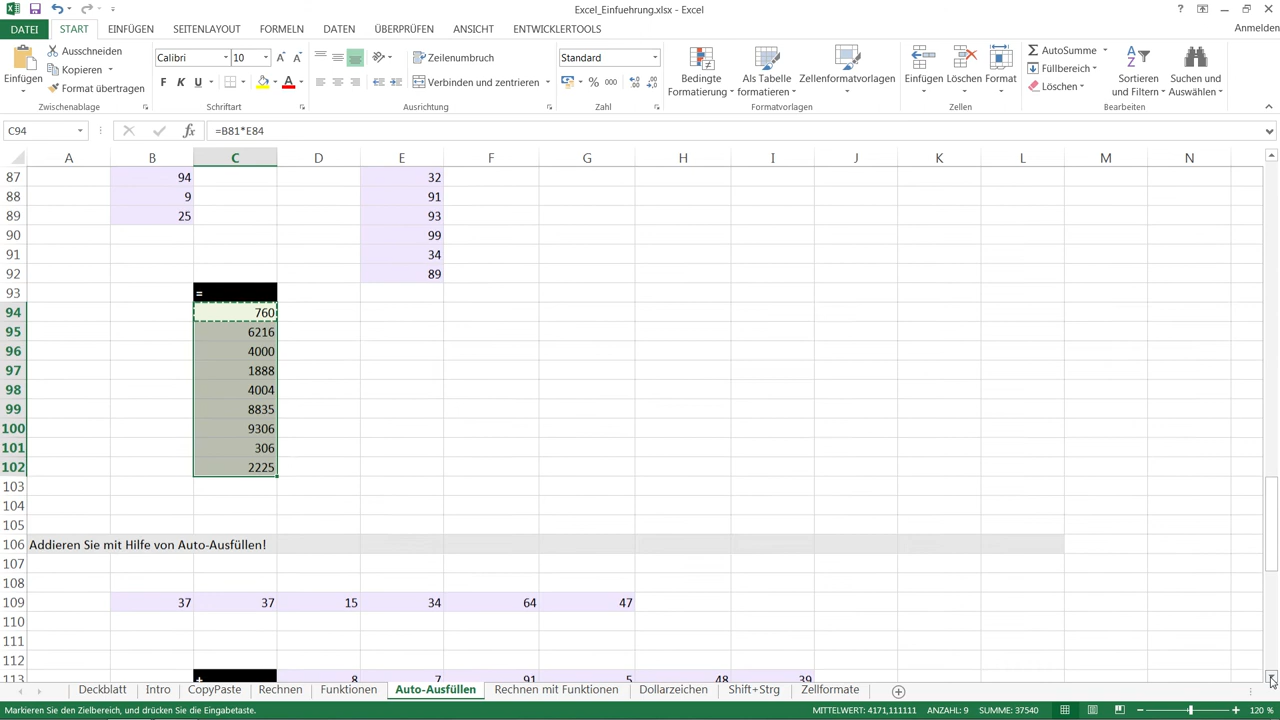 Excel_Einfuehrung.xlsx - Excel
DATEI START EINFÜGEN SEITENLAYOUT FORMELN DATEN ÜBERPRÜFEN ANSICHT ENTWICKLERTOOLS Anmelden
Einfügen Ausschneiden Kopieren Format übertragen
Calibri 10
F K U
Zeilenumbruch
Verbinden und zentrieren
Standard
% 000
Bedingte Formatierung Als Tabelle formatieren Zellenformatvorlagen
Einfügen Löschen Format
AutoSumme Füllbereich Löschen
Sortieren und Filtern Suchen und Auswählen
Zwischenablage Schriftart Ausrichtung Zahl Formatvorlagen Zellen Bearbeiten
C94 fx =B81*E84
A B C D E F G H I J K L M N
87 94 32
88 9 91
89 25 93
90 99
91 34
92 89
93 =
94 760
95 6216
96 4000
97 1888
98 4004
99 8835
100 9306
101 306
102 2225
103
104
105
106 Addieren Sie mit Hilfe von Auto-Ausfüllen!
107
108
109 37 37 15 34 64 47
110
111
112
113 + 8 7 91 48 39
Deckblatt Intro CopyPaste Rechnen Funktionen Auto-Ausfüllen Rechnen mit Funktionen Dollarzeichen Shift+Strg Zellformate
Markieren Sie den Zielbereich, und drücken Sie die Eingabetaste. MITTELWERT: 4171,111111 ANZAHL: 9 SUMME: 37540 120 %